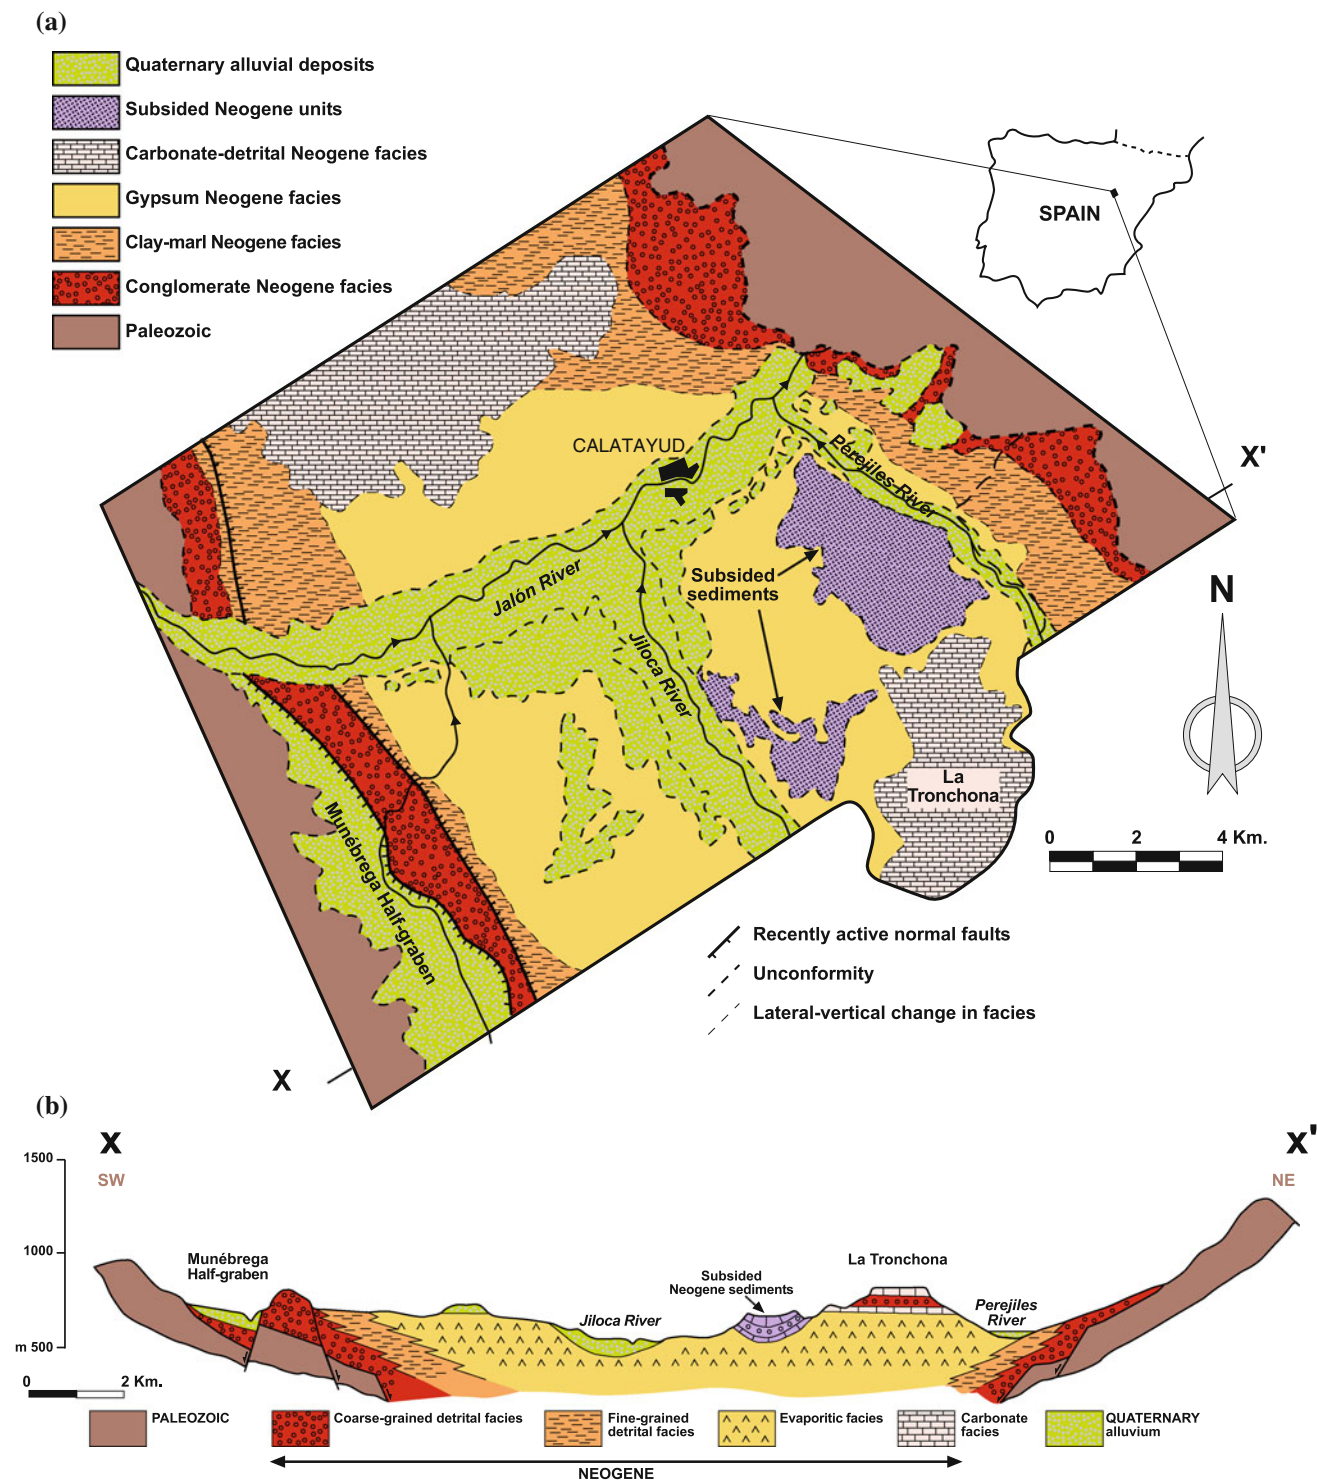 (a)
Quaternary alluvial deposits
Subsided Neogene units
Carbonate-detrital Neogene facies
Gypsum Neogene facies
Clay-marl Neogene facies
Conglomerate Neogene facies
Paleozoic
SPAIN
CALATAYUD
Perejiles River
X'
Subsided
sediments
Jalón River
Jiloca River
N
La
Tronchona
0 2 4 Km.
Munébrega Half-graben
Recently active normal faults
Unconformity
Lateral-vertical change in facies
X
(b)
X
X'
1500
SW
NE
1000
Munébrega
Half-graben
La Tronchona
Subsided
Neogene sediments
Jiloca River
Perejiles
River
m 500
0 2 Km.
PALEOZOIC
Coarse-grained detrital facies
Fine-grained
detrital facies
Evaporitic facies
Carbonate
facies
QUATERNARY
alluvium
NEOGENE